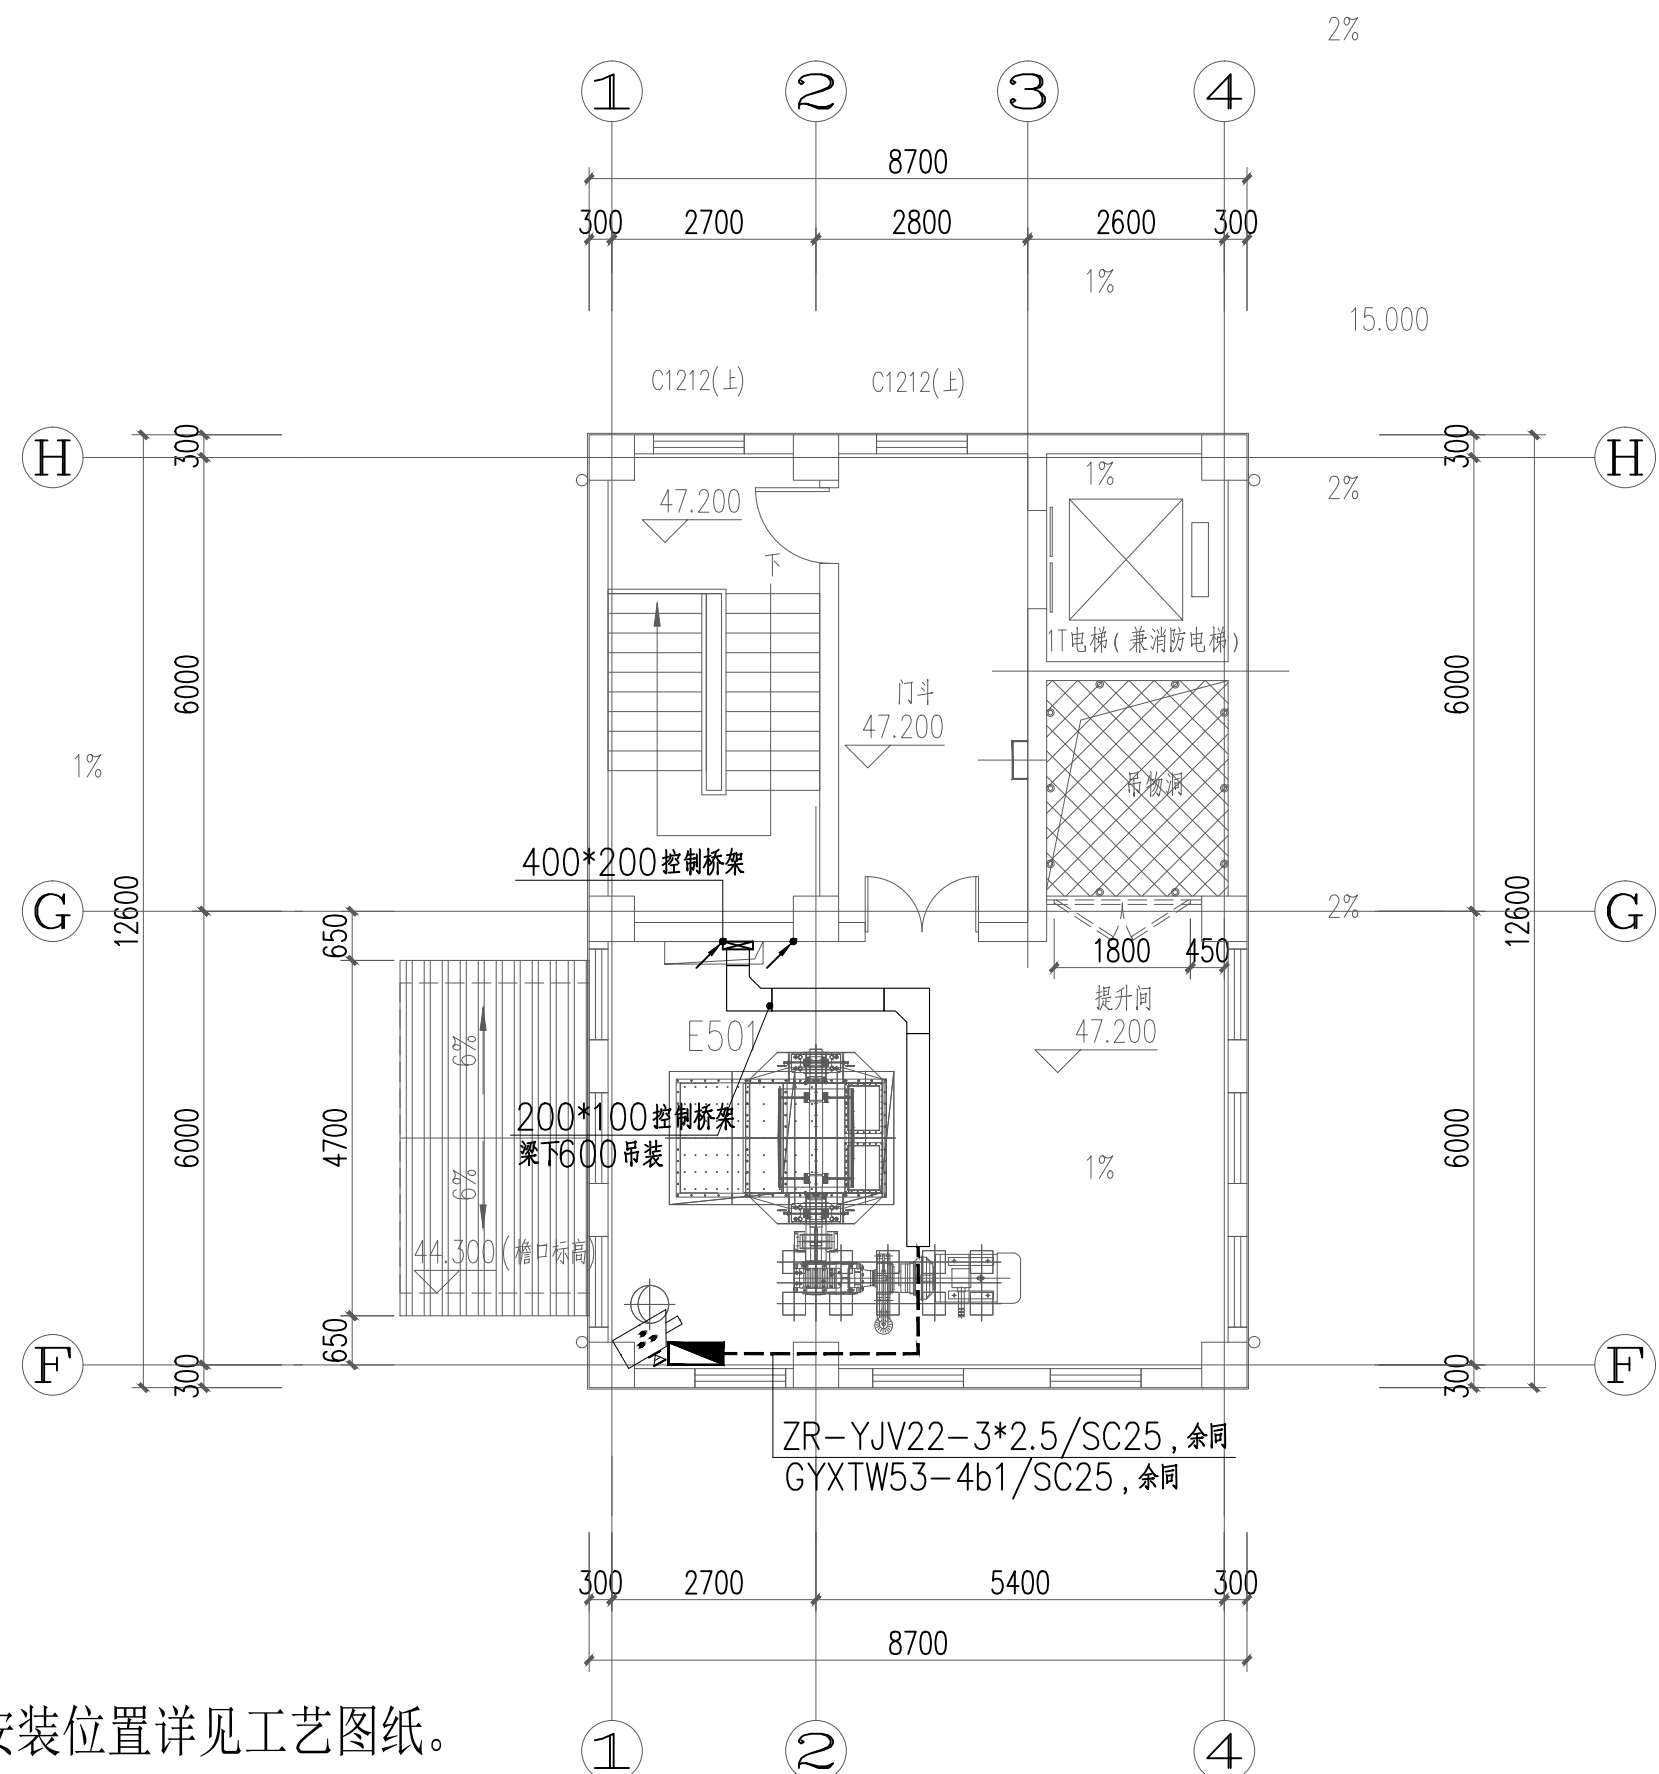 2%
1 2 3 4
8700
300 2700 2800 2600 300
1%
15.000
C1212(上) C1212(上)
H 300 300 H
1%
2%
47.200
下
1T电梯(兼消防电梯)
6000 6000
门斗
47.200
1%
吊物洞
400*200控制桥架
12600 12600
G G
2%
650
1800 450
提升间
47.200
E501
6%
200*100控制桥架
梁下600吊装
6000 4700 6000
1%
6%
44.300(檐口标高)
650
F 300 300 F
ZR-YJV22-3*2.5/SC25,余同
GYXTW53-4b1/SC25,余同
300 2700 5400 300
8700
装位置详见工艺图纸。
1 2 4